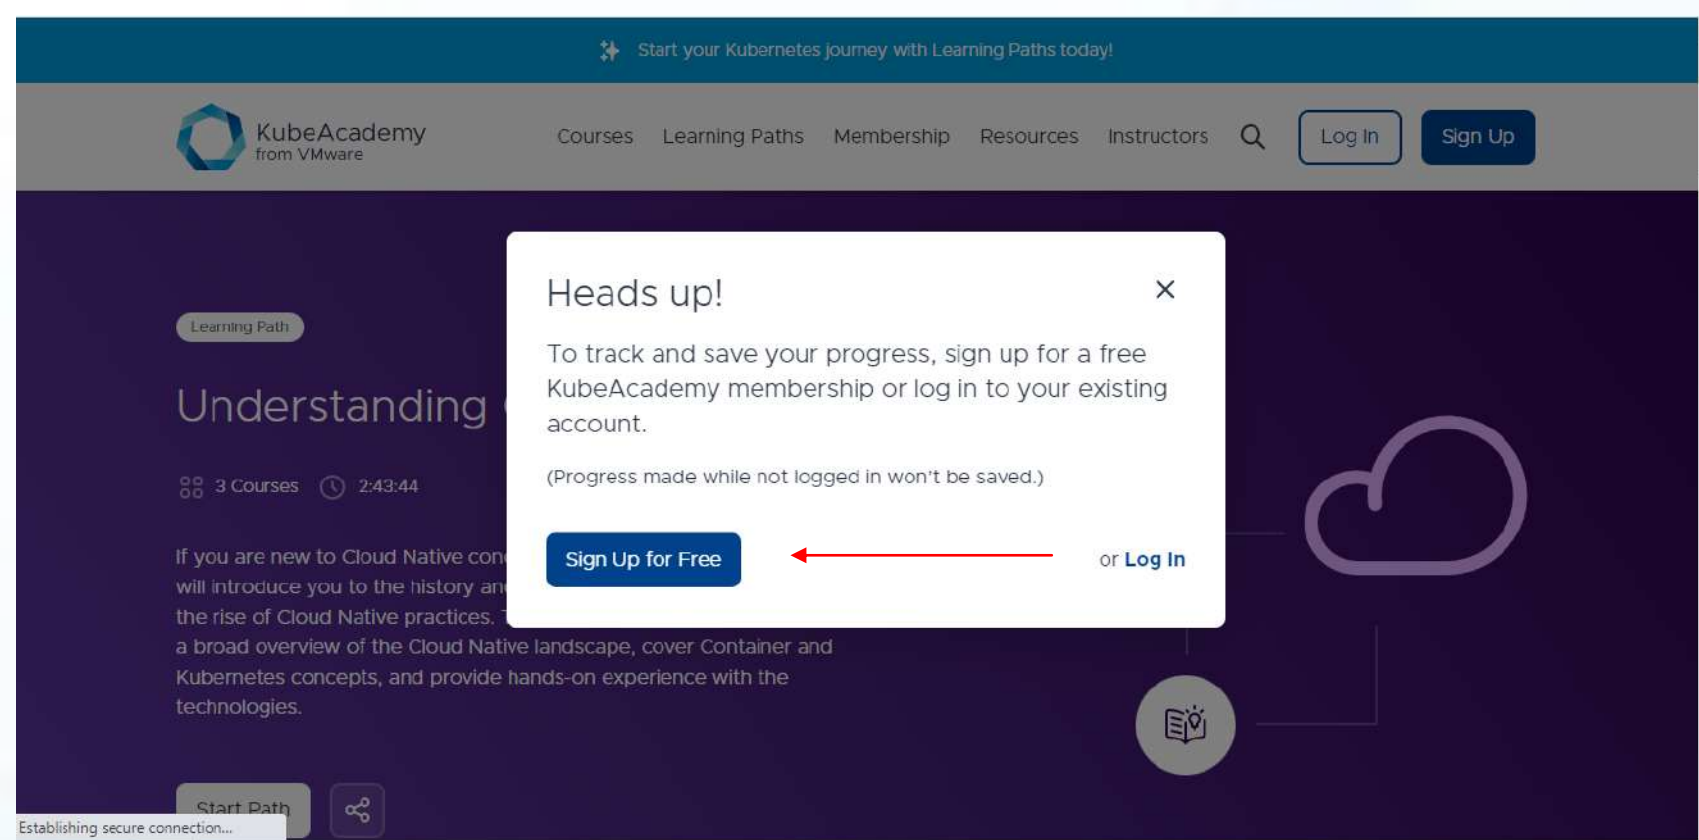 Start your Kubernetes journey with Learning Paths today!
KubeAcademy
from VMware
Courses Learning Paths Membership Resources Instructors Log In Sign Up
Heads up!
To track and save your progress, sign up for a free
KubeAcademy membership or log in to your existing
account.
(Progress made while not logged in won't be saved.)
Sign Up for Free or Log In
Learning Path
Understanding
3 Courses 2:43:44
If you are new to Cloud Native
will introduce you to the history
the rise of Cloud Native practices.
a broad overview of the Cloud Native landscape, cover Container and
Kubernetes concepts, and provide hands-on experience with the
technologies.
Start Path
Establishing secure connection...